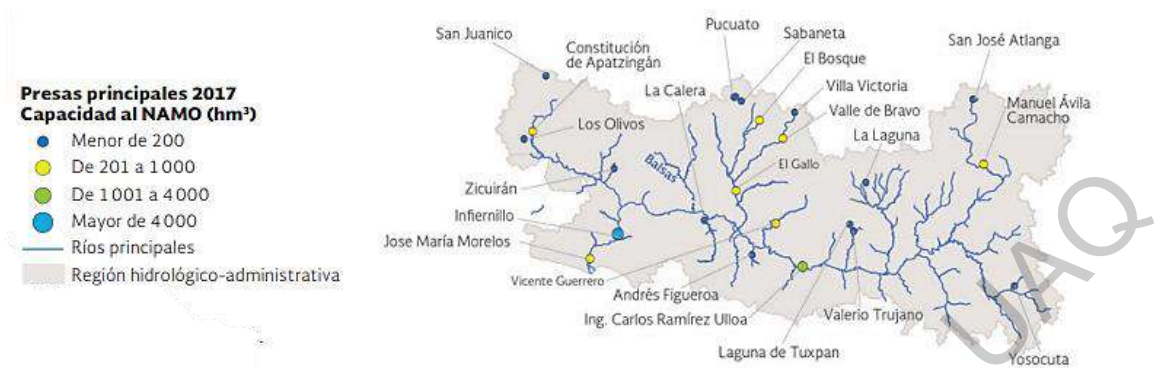 Presas principales 2017
Capacidad al NAMO (hm³)
Menor de 200
De 201 a 1 000
De 1 001 a 4 000
Mayor de 4 000
Ríos principales
Región hidrológico-administrativa
San Juanico
Constitución
de Apatzingán
Pucuato
Sabaneta
El Bosque
San José Atlanga
La Calera
Villa Victoria
Valle de Bravo
Manuel Ávila
Camacho
Los Olivos
La Laguna
Balsas
El Gallo
Zicuirán
Infiernillo
Jose María Morelos
Vicente Guerrero
Andrés Figueroa
Ing. Carlos Ramírez Ulloa
Valerio Trujano
Laguna de Tuxpan
Yosocuta
UAQ